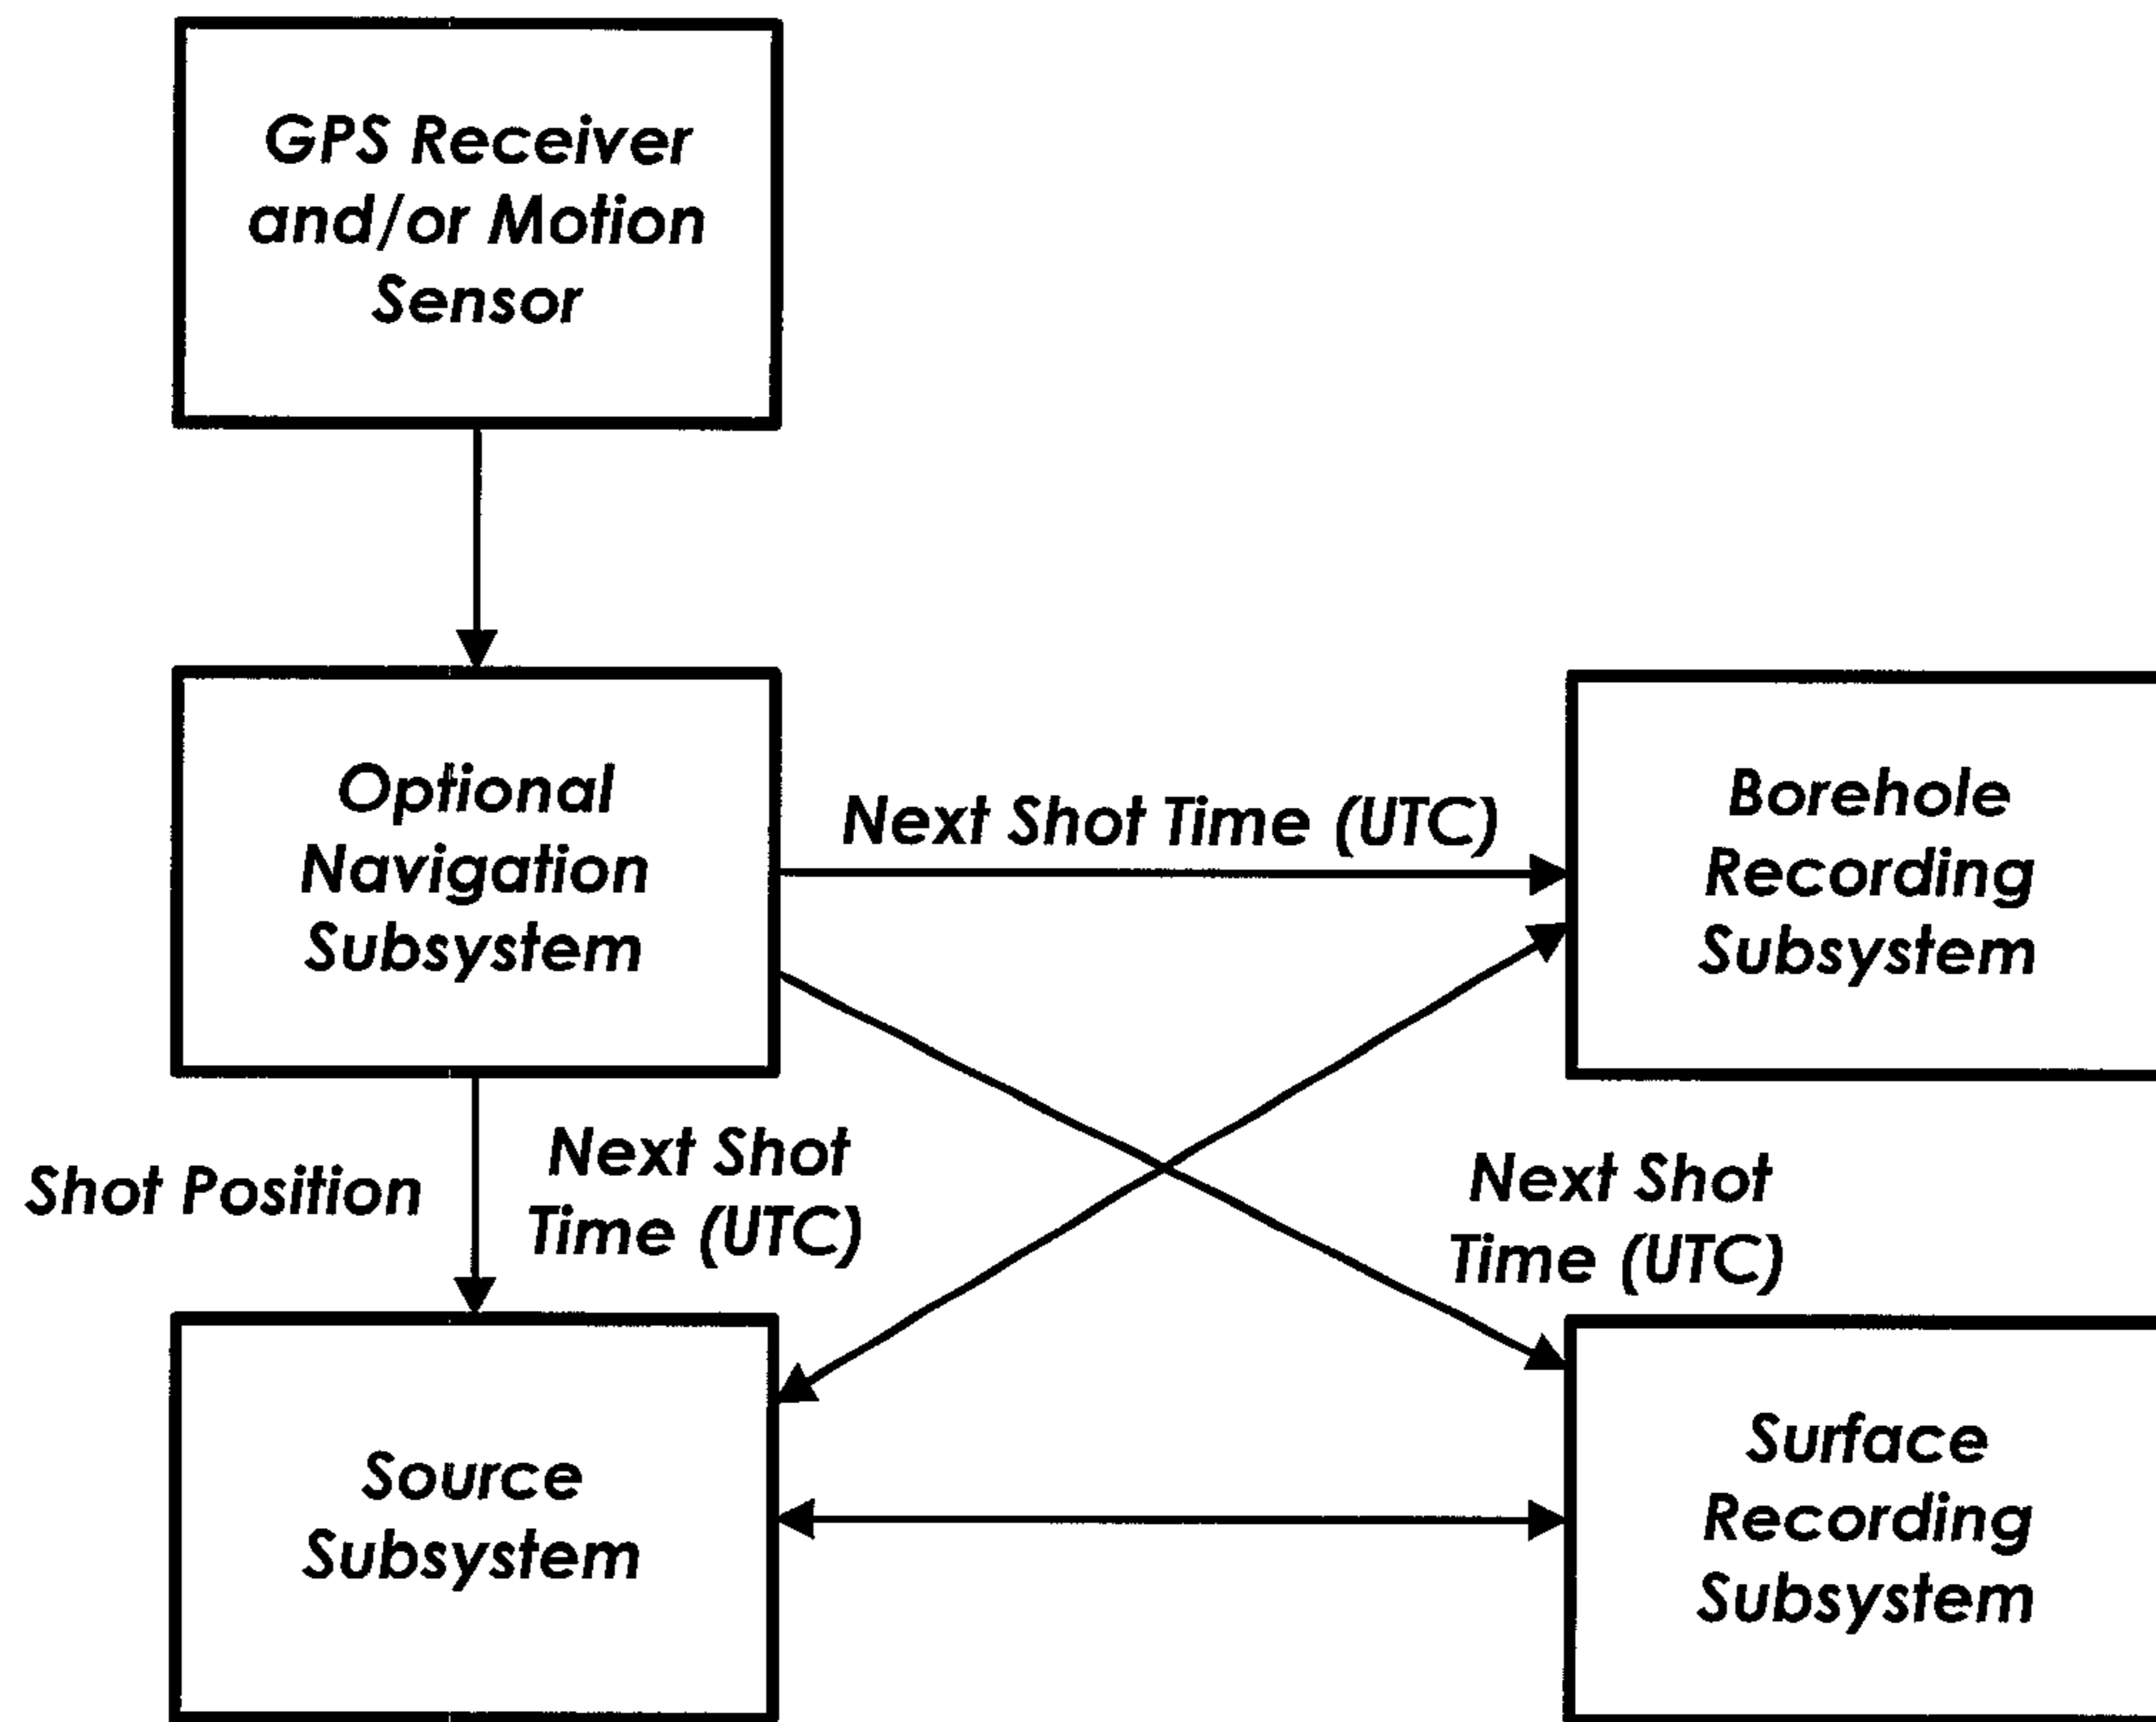 GPS Receiver
and/or Motion
Sensor
Optional
Navigation
Subsystem
Next Shot Time (UTC)
Borehole
Recording
Subsystem
Shot Position
Next Shot
Time (UTC)
Next Shot
Time (UTC)
Source
Subsystem
Surface
Recording
Subsystem